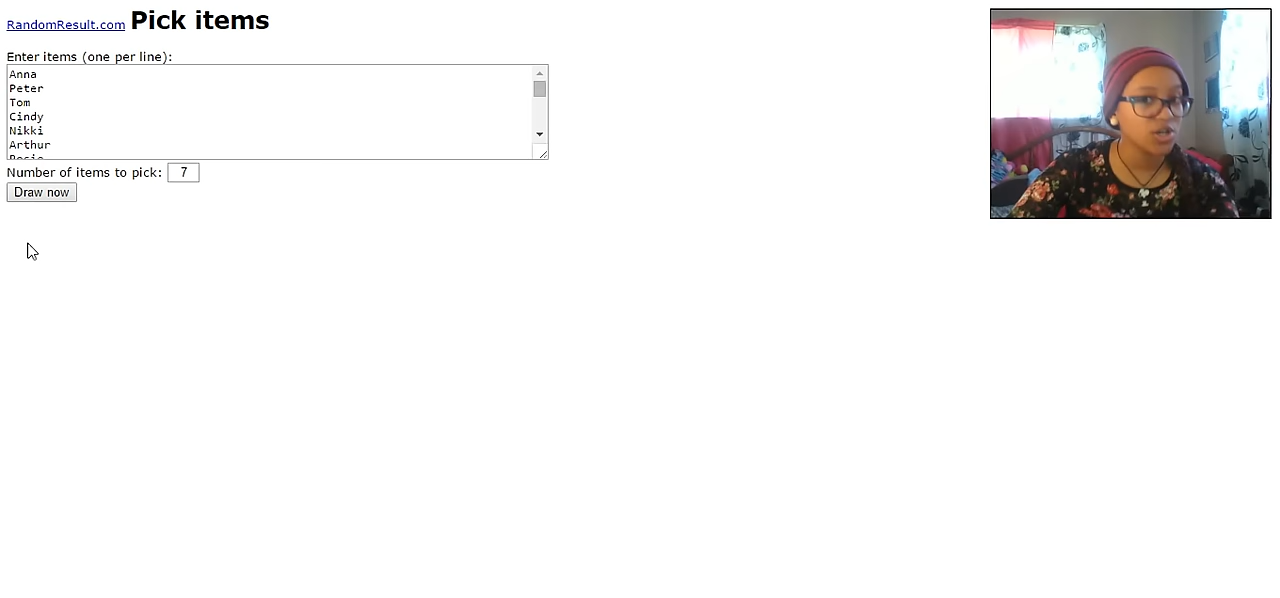 RandomResult.com Pick items
Enter items (one per line):
Anna
Peter
Tom
Cindy
Nikki
Arthur
Rosie
Number of items to pick: 7
Draw now